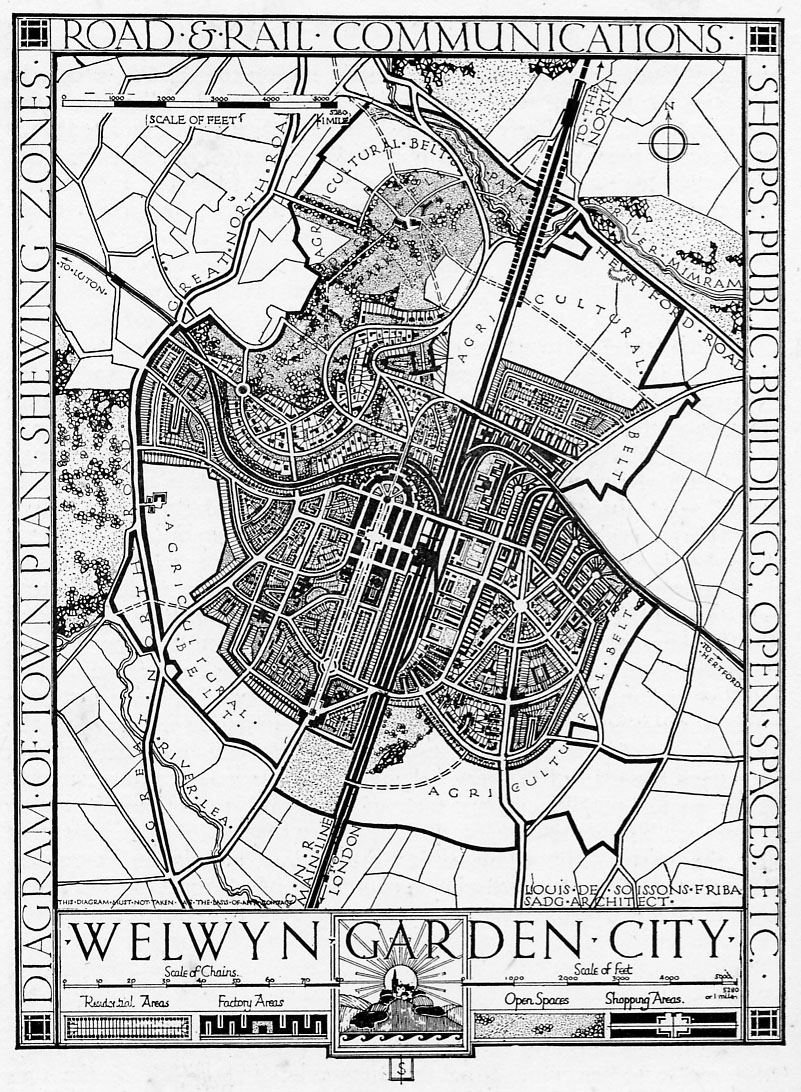 ROAD·&·RAIL·COMMUNICATIONS·
DIAGRAM·OF·TOWN·PLAN·SHEWING·ZONES·
SHOPS, PUBLIC·BUILDINGS, OPEN·SPACES, ETC·
1000 2000 3000 4000 5000
5280
=1 MILE
SCALE OF FEET
TO·THE
NORTH
N
GREAT·NORTH·ROAD
AGRICULTURAL·BELT
PARK
PARK
RIVER·MIMRAM
HERTFORD·ROAD
TO·LUTON·
AGRICULTURAL BELT
GREAT NORTH ROAD
AGRICULTURAL·BELT·
AGRICULTURAL·BELT
TO
HERTFORD
RIVER·LEA·
G.N.R.
MAIN·LINE
TO
LONDON
THIS·DIAGRAM·MUST·NOT·TAKEN·AS·THE·BASIS·OF·ANY·CONTRACT
LOUIS·DE·SOISSONS·FRIBA
SADG·ARCHITECT·
·WELWYN GARDEN·CITY·
Scale of Chains.
0 10 20 30 40 50 60 70 80
Scale of Feet
1000 2000 3000 4000 5000
5280
or 1 mile
Residential Areas
Factory Areas
Open Spaces
Shopping Areas.
S